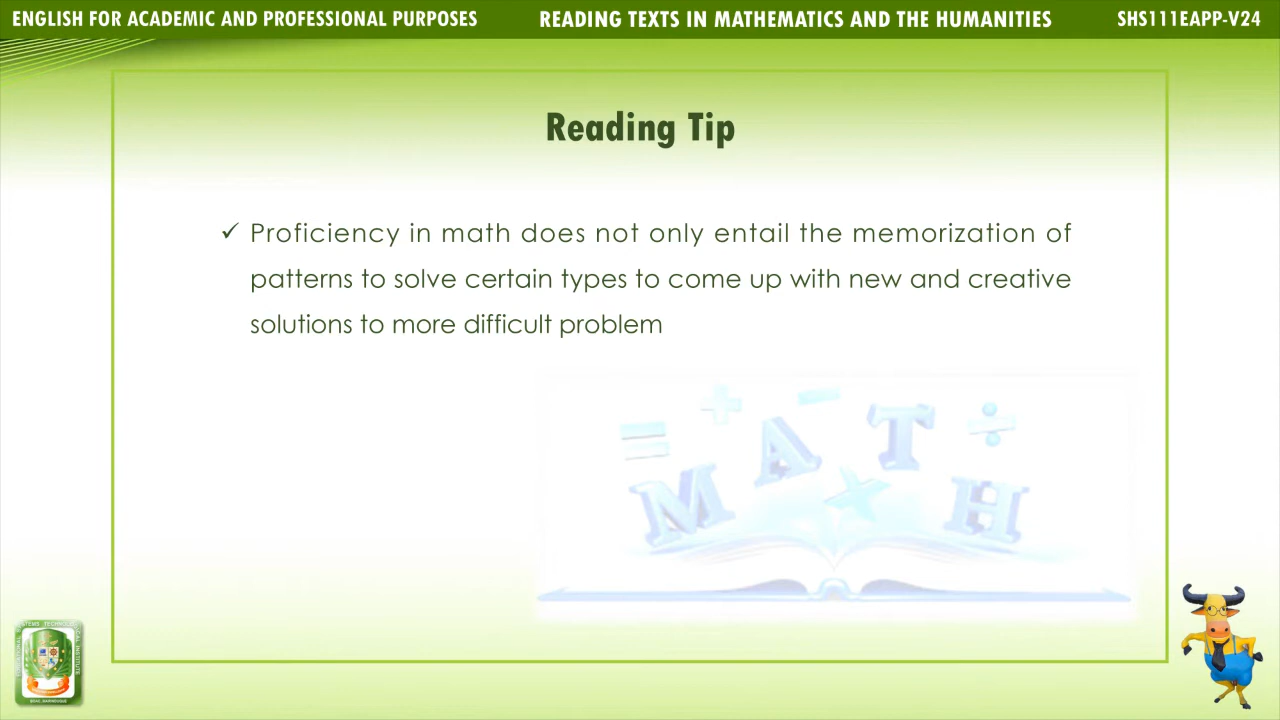 ENGLISH FOR ACADEMIC AND PROFESSIONAL PURPOSES
READING TEXTS IN MATHEMATICS AND THE HUMANITIES
SHS111EAPP-V24
Reading Tip
✓ Proficiency in math does not only entail the memorization of
patterns to solve certain types to come up with new and creative
solutions to more difficult problem
= + − ÷
M A T H
×